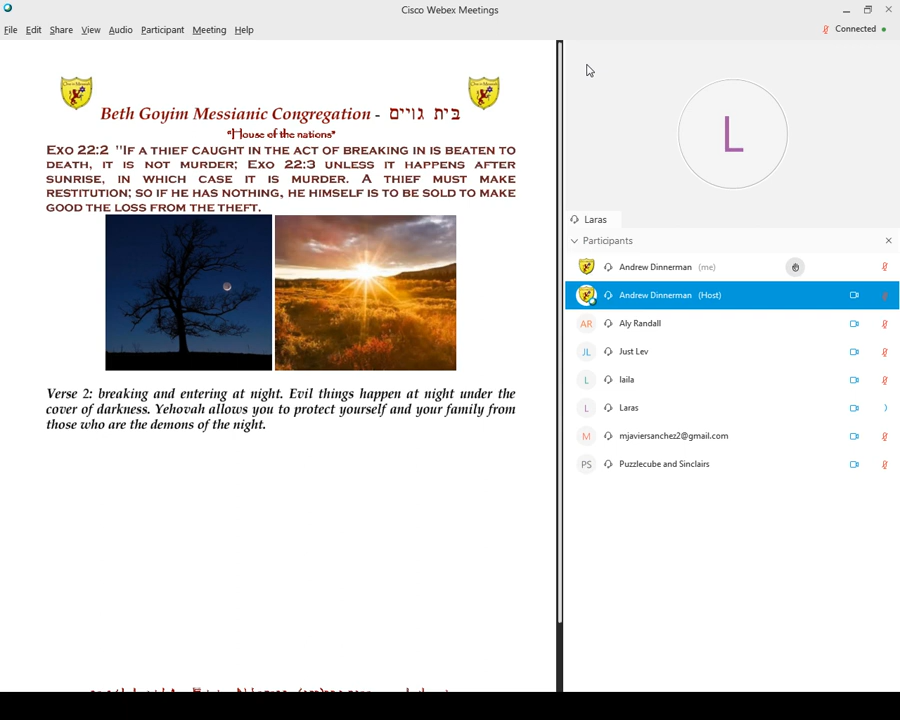 Cisco Webex Meetings
File Edit Share View Audio Participant Meeting Help
Connected
Beth Goyim Messianic Congregation - בית גויים
"House of the nations"
Exo 22:2 "If a thief caught in the act of breaking in is beaten to
death, it is not murder; Exo 22:3 unless it happens after
sunrise, in which case it is murder. A thief must make
restitution; so if he has nothing, he himself is to be sold to make
good the loss from the theft.
Verse 2: breaking and entering at night. Evil things happen at night under the
cover of darkness. Yehovah allows you to protect yourself and your family from
those who are the demons of the night.
L
Laras
Participants
Andrew Dinnerman (me)
Andrew Dinnerman (Host)
AR Aly Randall
JL Just Lev
L laila
L Laras
M mjaviersanchez2@gmail.com
PS Puzzlecube and Sinclairs